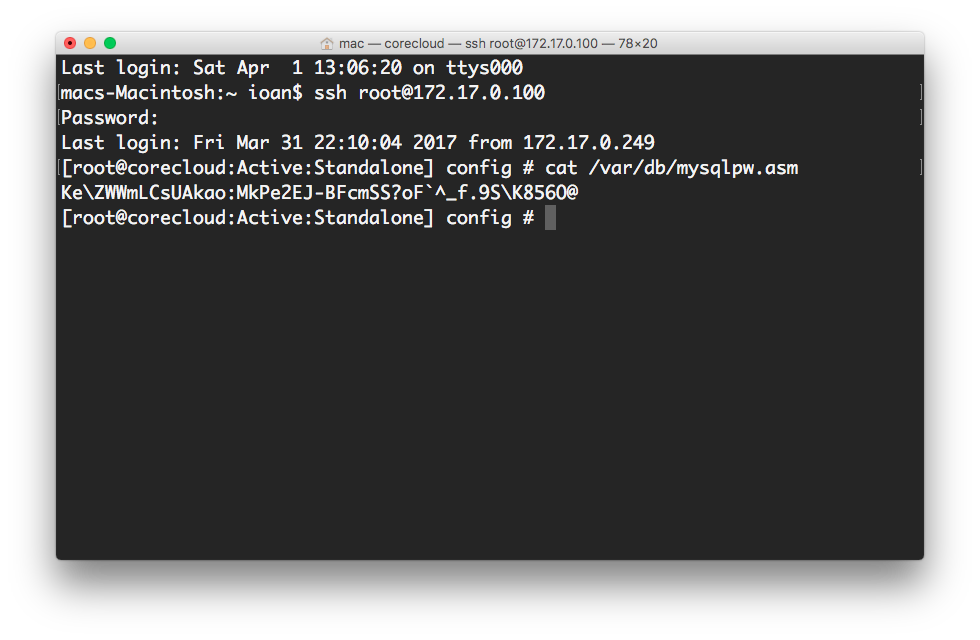 mac — corecloud — ssh root@172.17.0.100 — 78×20
Last login: Sat Apr  1 13:06:20 on ttys000
[macs-Macintosh:~ ioan$ ssh root@172.17.0.100 ]
[Password: ]
Last login: Fri Mar 31 22:10:04 2017 from 172.17.0.249
[[root@corecloud:Active:Standalone] config # cat /var/db/mysqlpw.asm ]
Ke\ZWWmLCsUAkao:MkPe2EJ-BFcmSS?oF`^_f.9S\K856O@
[root@corecloud:Active:Standalone] config #